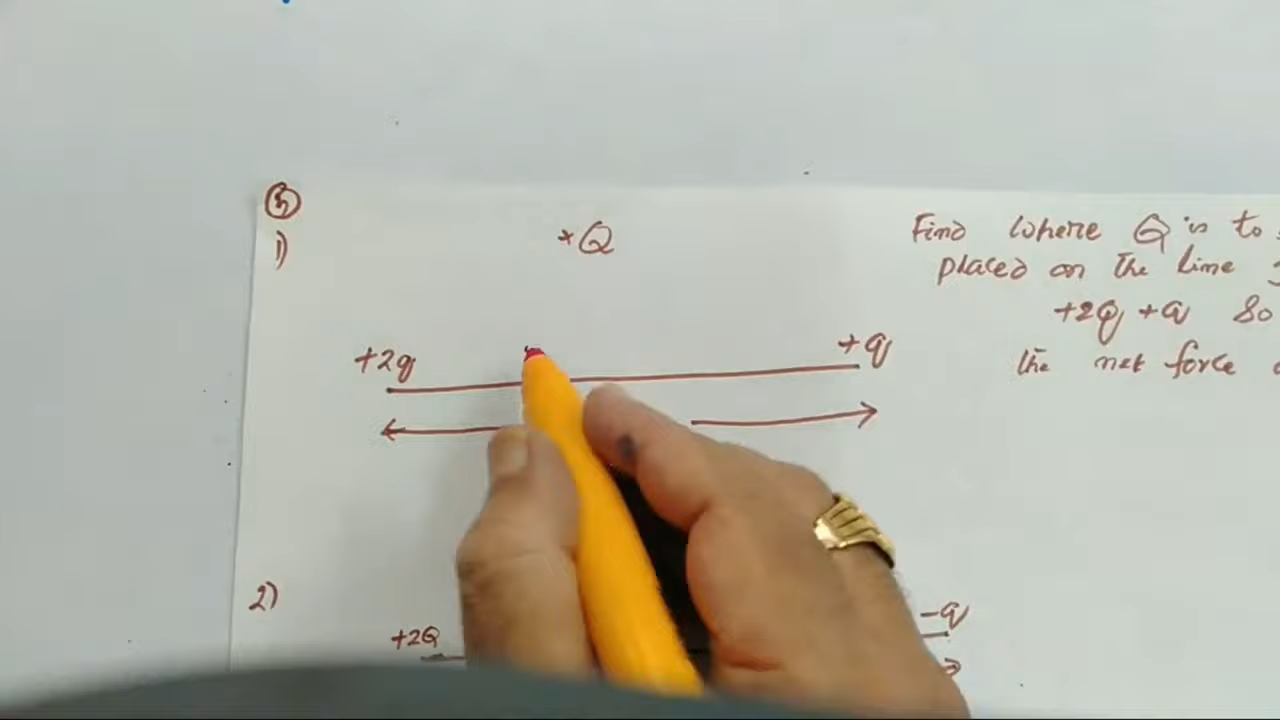 5
1)
*Q
Find where Q is to
placed on the line
+2q +q so
the net force
+2q
+q
2)
+2Q
-q